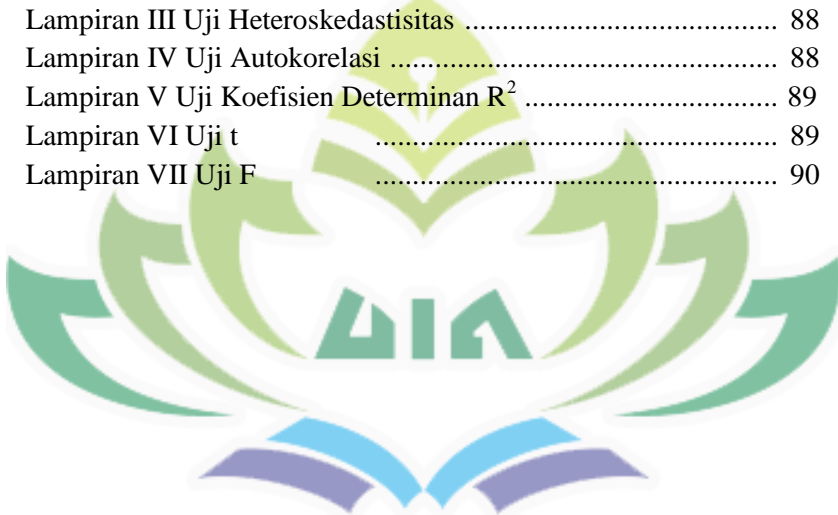 Lampiran III Uji Heteroskedastisitas ............................................. 88
Lampiran IV Uji Autokorelasi ........................................................ 88
Lampiran V Uji Koefisien Determinan R² ..................................... 89
Lampiran VI Uji t ........................................................... 89
Lampiran VII Uji F ........................................................... 90
UIN